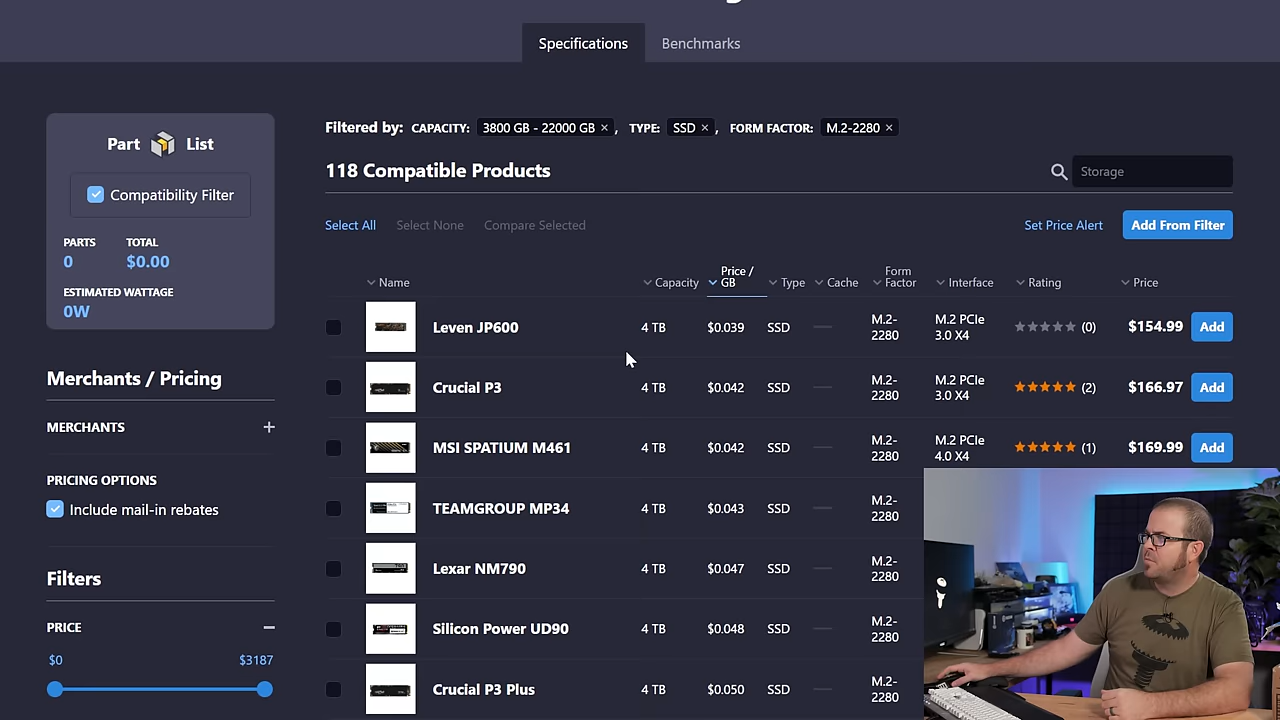 Specifications
Benchmarks
Part List
Compatibility Filter
PARTS TOTAL
0 $0.00
ESTIMATED WATTAGE
0W
Merchants / Pricing
MERCHANTS
PRICING OPTIONS
Include mail-in rebates
Filters
PRICE
$0 $3187
Filtered by: CAPACITY: 3800 GB - 22000 GB × , TYPE: SSD × , FORM FACTOR: M.2-2280 ×
118 Compatible Products
Storage
Select All Select None Compare Selected
Set Price Alert Add From Filter
Name Capacity Price / GB Type Cache Form Factor Interface Rating Price
Leven JP600 4 TB $0.039 SSD M.2-2280 M.2 PCIe 3.0 X4 (0) $154.99 Add
Crucial P3 4 TB $0.042 SSD M.2-2280 M.2 PCIe 3.0 X4 (2) $166.97 Add
MSI SPATIUM M461 4 TB $0.042 SSD M.2-2280 M.2 PCIe 4.0 X4 (1) $169.99 Add
TEAMGROUP MP34 4 TB $0.043 SSD M.2-2280
Lexar NM790 4 TB $0.047 SSD M.2-2280
Silicon Power UD90 4 TB $0.048 SSD M.2-2280
Crucial P3 Plus 4 TB $0.050 SSD M.2-2280